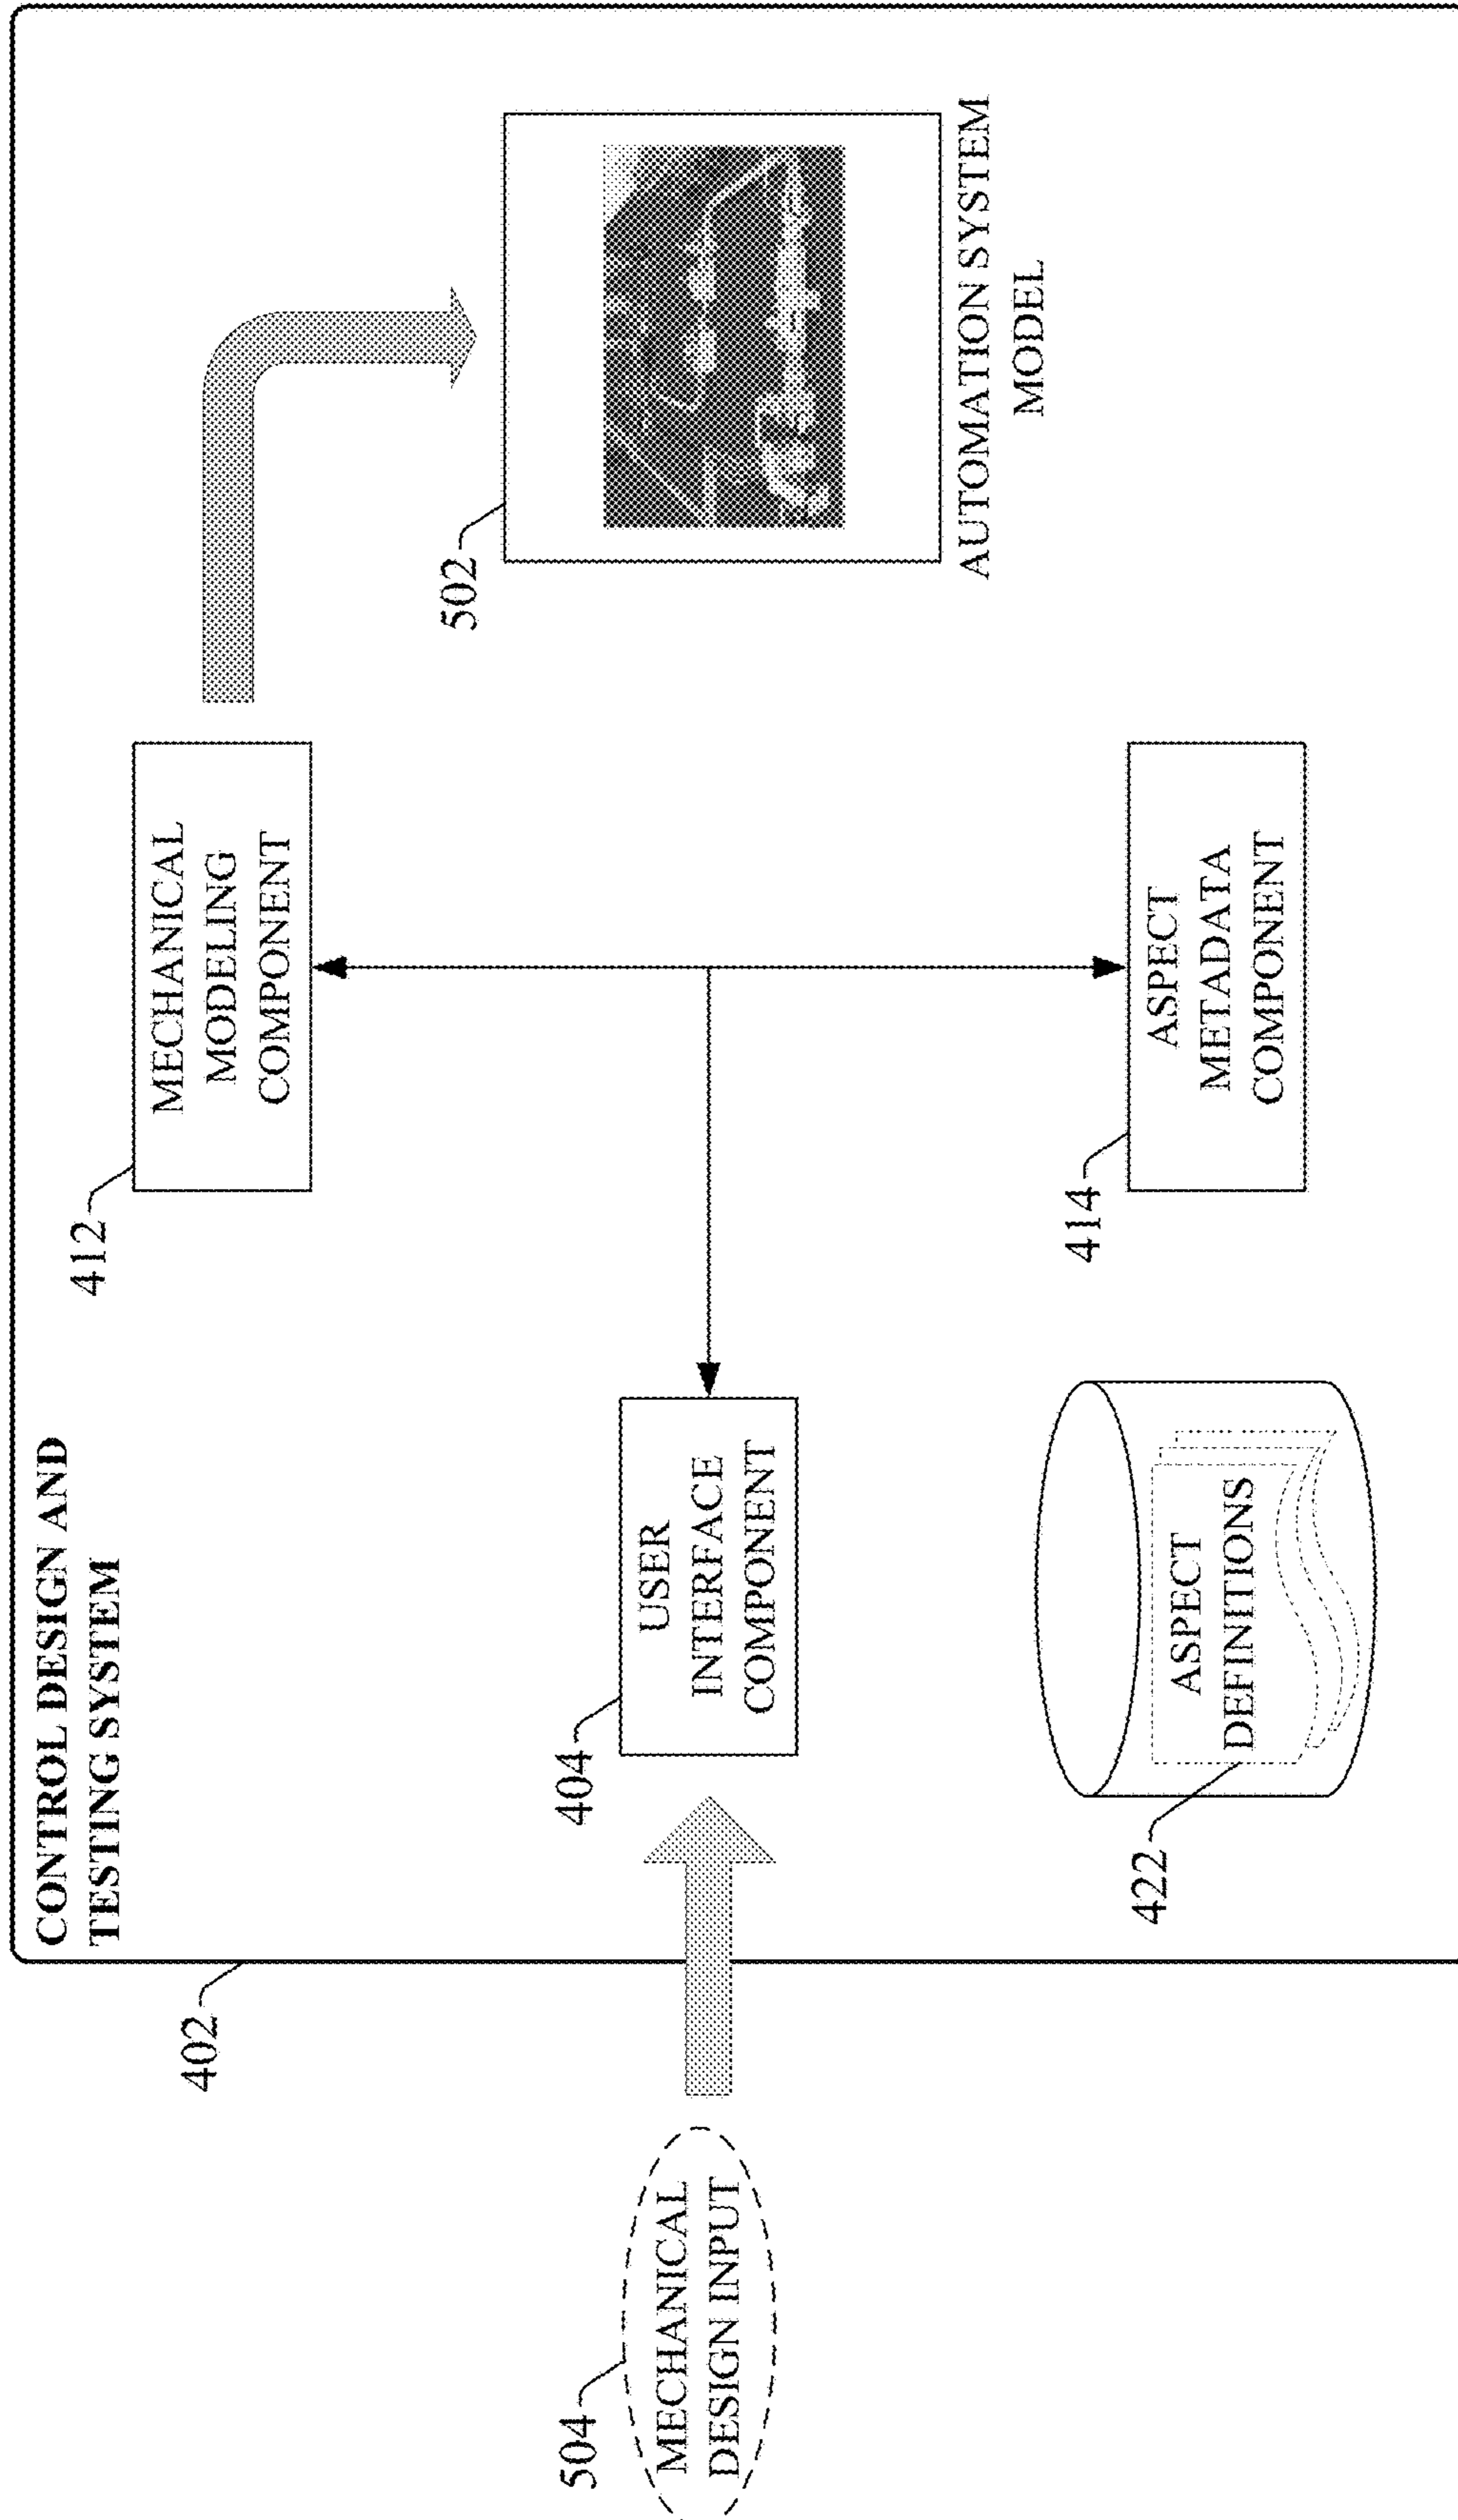 CONTROL DESIGN AND
TESTING SYSTEM
402
412
MECHANICAL
MODELING
COMPONENT
504
MECHANICAL
DESIGN INPUT
404
USER
INTERFACE
COMPONENT
502
AUTOMATION SYSTEM
MODEL
422
ASPECT
DEFINITIONS
414
ASPECT
METADATA
COMPONENT